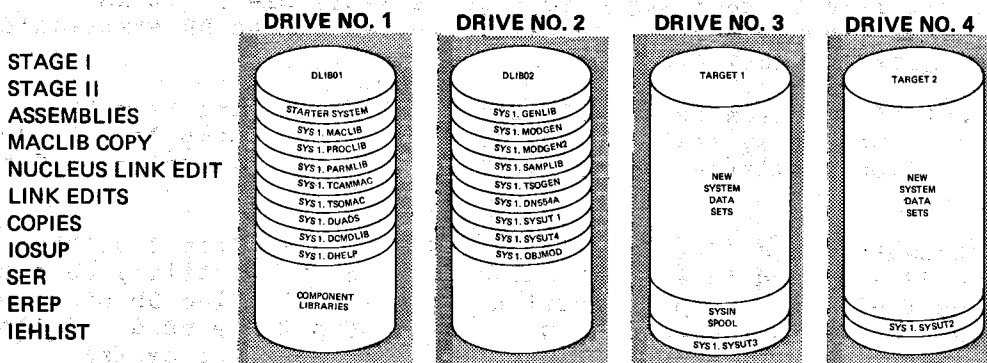 DRIVE NO. 1
DRIVE NO. 2
DRIVE NO. 3
DRIVE NO. 4
STAGE I
STAGE II
ASSEMBLIES
MACLIB COPY
NUCLEUS LINK EDIT
LINK EDITS
COPIES
IOSUP
SER
EREP
IEHLIST
DLIB01
STARTER SYSTEM
SYS 1. MACLIB
SYS 1. PROCLIB
SYS 1. PARMLIB
SYS 1. TCAMMAC
SYS 1. TSOMAC
SYS 1. DUADS
SYS 1. DCMDLIB
SYS 1. DHELP
COMPONENT
LIBRARIES
DLIB02
SYS 1. GENLIB
SYS 1. MODGEN
SYS 1. MODGEN2
SYS 1. SAMPLIB
SYS 1. TSOGEN
SYS 1. DN554A
SYS 1. SYSUT 1
SYS 1. SYSUT4
SYS 1. OBJMOD
TARGET 1
NEW
SYSTEM
DATA
SETS
SYSIN
SPOOL
SYS 1. SYSUT3
TARGET 2
NEW
SYSTEM
DATA
SETS
SYS 1. SYSUT2